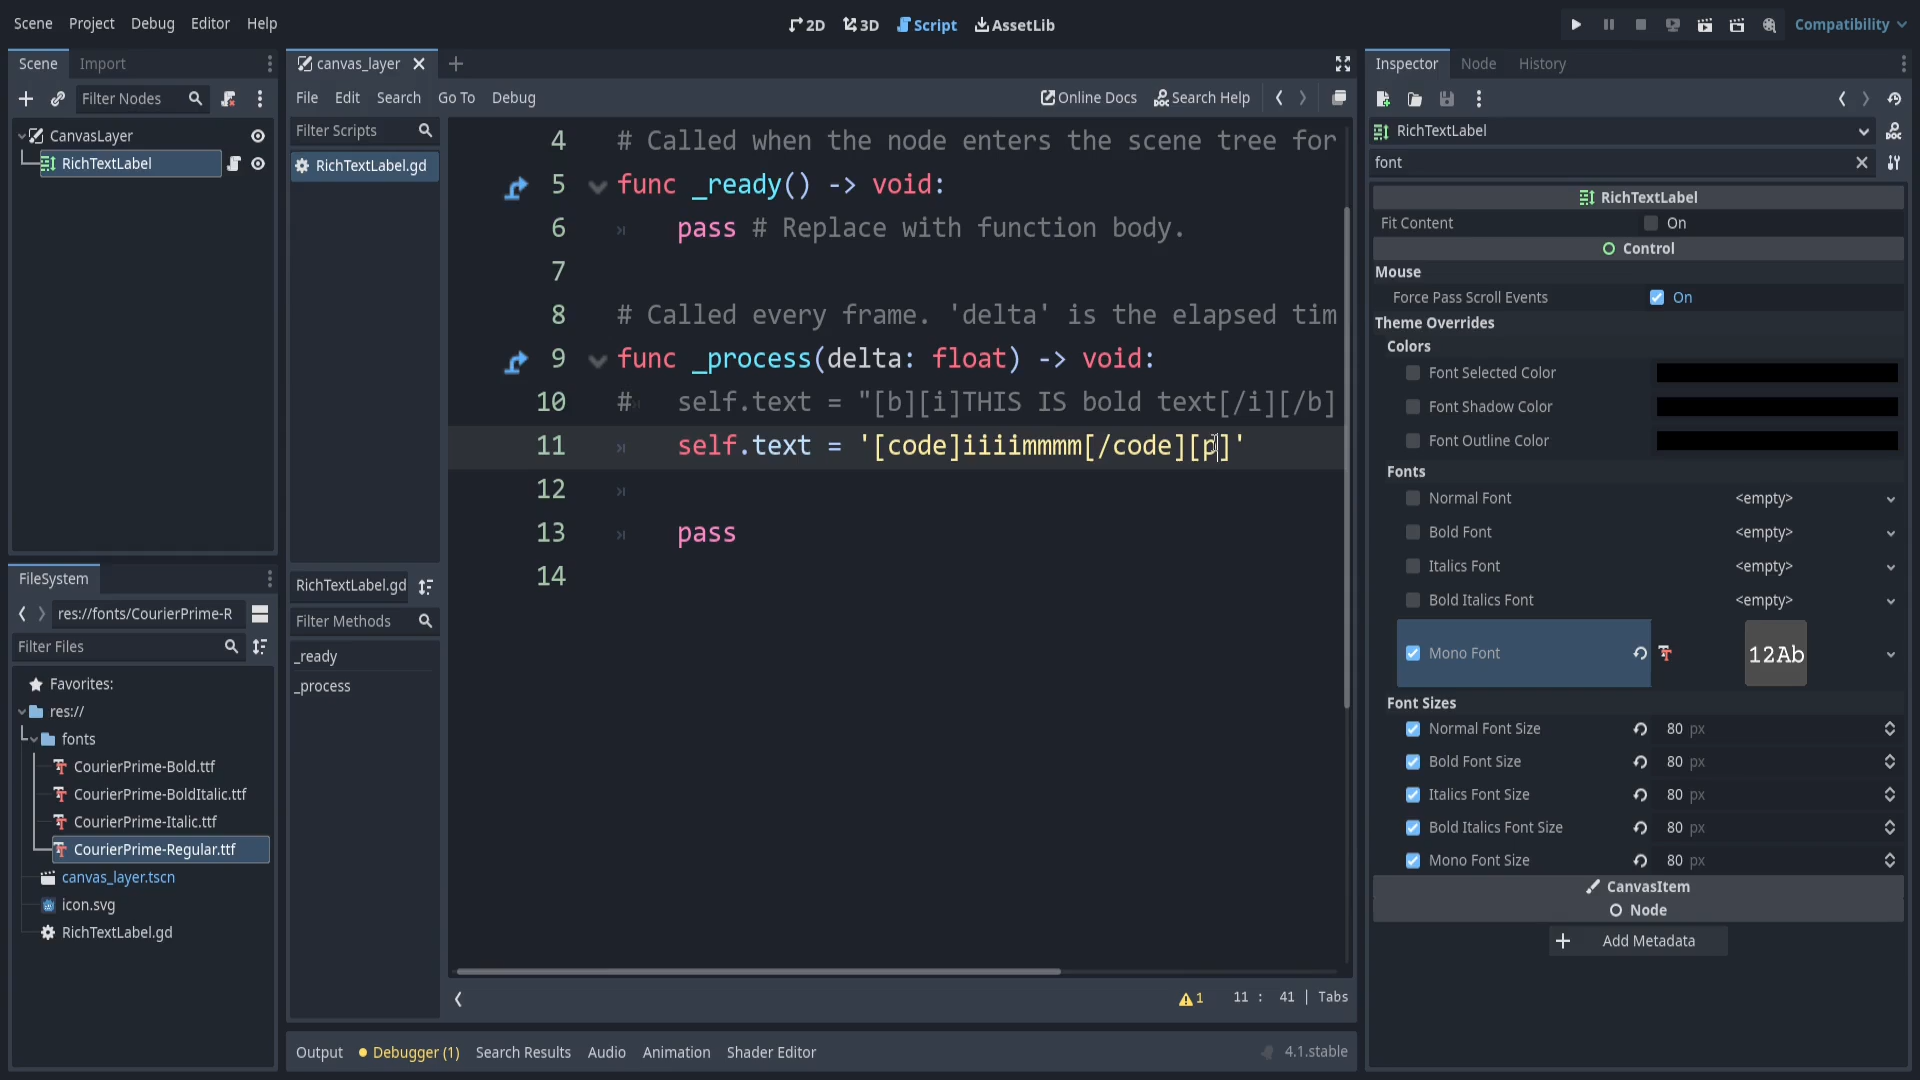 Scene Project Debug Editor Help
2D 3D Script AssetLib
Compatibility
Scene Import
Filter Nodes
CanvasLayer
RichTextLabel
FileSystem
res://fonts/CourierPrime-R
Filter Files
Favorites:
res://
fonts
CourierPrime-Bold.ttf
CourierPrime-BoldItalic.ttf
CourierPrime-Italic.ttf
CourierPrime-Regular.ttf
canvas_layer.tscn
icon.svg
RichTextLabel.gd
canvas_layer
File Edit Search Go To Debug
Online Docs Search Help
Filter Scripts
RichTextLabel.gd
RichTextLabel.gd
Filter Methods
_ready
_process
4 # Called when the node enters the scene tree for
5 func _ready() -> void:
6 pass # Replace with function body.
7
8 # Called every frame. 'delta' is the elapsed tim
9 func _process(delta: float) -> void:
10 # self.text = "[b][i]THIS IS bold text[/i][/b]
11 self.text = '[code]iiiimmmm[/code][p]'
12
13 pass
14
1 11 : 41 | Tabs
Output Debugger (1) Search Results Audio Animation Shader Editor
4.1.stable
Inspector Node History
RichTextLabel
font
RichTextLabel
Fit Content On
Control
Mouse
Force Pass Scroll Events On
Theme Overrides
Colors
Font Selected Color
Font Shadow Color
Font Outline Color
Fonts
Normal Font <empty>
Bold Font <empty>
Italics Font <empty>
Bold Italics Font <empty>
Mono Font 12Ab
Font Sizes
Normal Font Size 80 px
Bold Font Size 80 px
Italics Font Size 80 px
Bold Italics Font Size 80 px
Mono Font Size 80 px
CanvasItem
Node
Add Metadata